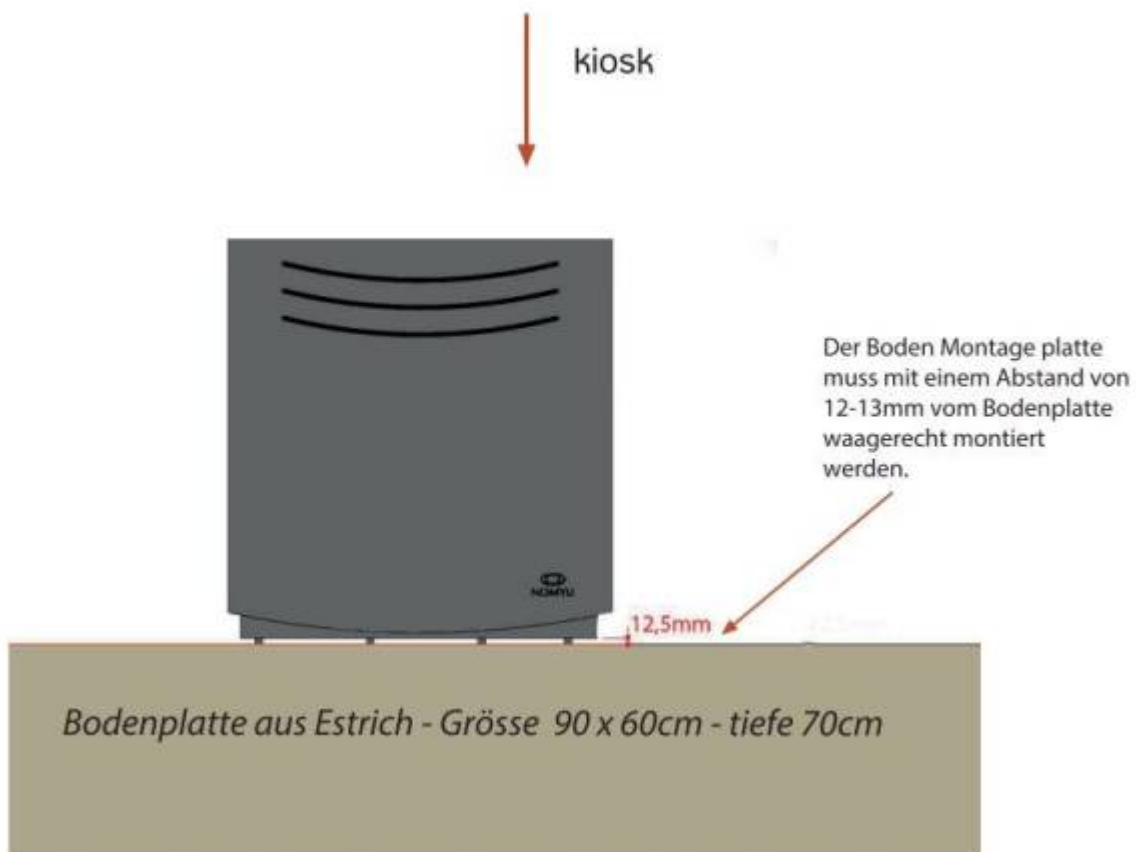 kiosk
Der Boden Montage platte
muss mit einem Abstand von
12-13mm vom Bodenplatte
waagerecht montiert
werden.
NOMYU
12,5mm
Bodenplatte aus Estrich - Grösse 90 x 60cm - tiefe 70cm